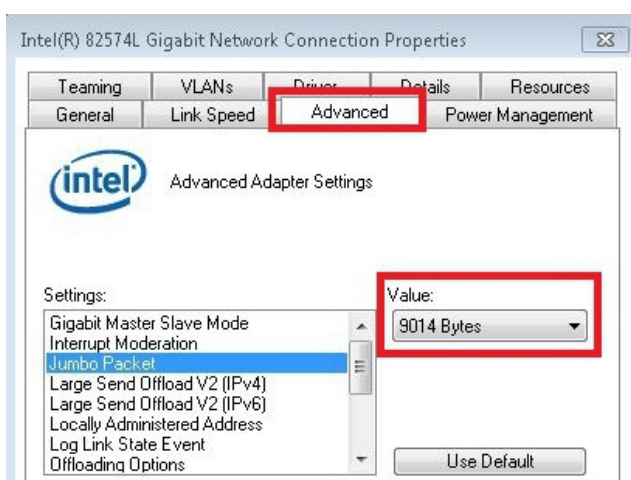 Intel(R) 82574L Gigabit Network Connection Properties
Teaming VLANs Driver Details Resources
General Link Speed Advanced Power Management
intel Advanced Adapter Settings
Settings:
Value:
9014 Bytes
Gigabit Master Slave Mode
Interrupt Moderation
Jumbo Packet
Large Send Offload V2 (IPv4)
Large Send Offload V2 (IPv6)
Locally Administered Address
Log Link State Event
Offloading Options
Use Default